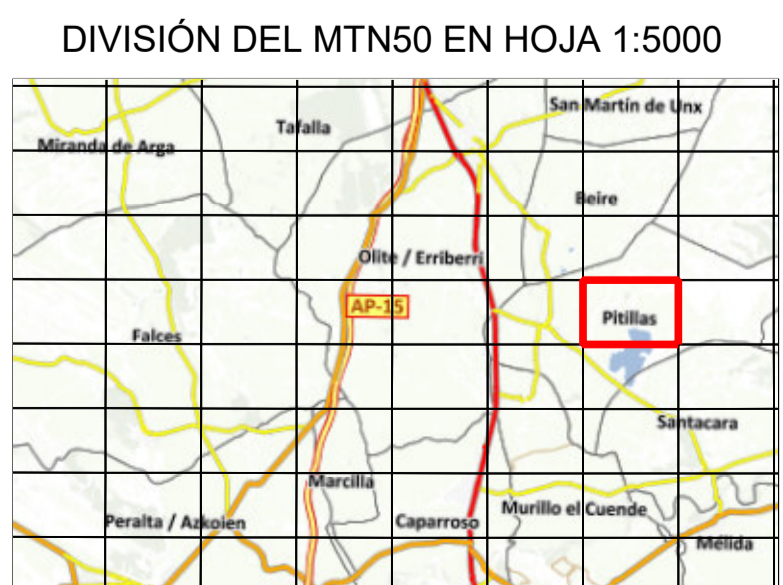 DIVISIÓN DEL MTN50 EN HOJA 1:5000
San Martín de Unx
Tafalla
Miranda de Arga
Beire
Olite / Erriberri
AP-15
Pitillas
Falces
Santacara
Marcilla
Murillo el Cuende
Peralta / Azkoien
Caparroso
Mélida